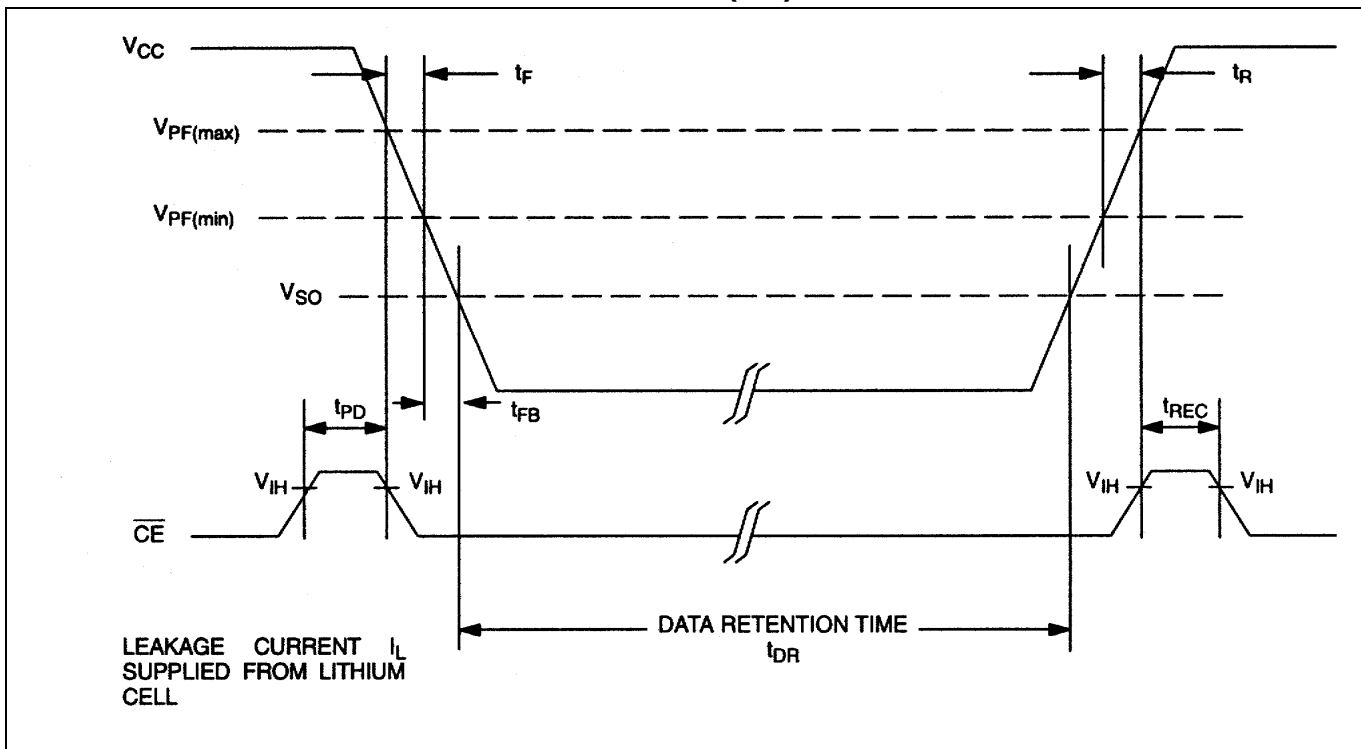 VCC
tF
tR
VPF(max)
VPF(min)
VSO
tPD
tFB
tREC
VIH
VIH
VIH
VIH
CE
DATA RETENTION TIME
tDR
LEAKAGE CURRENT IL
SUPPLIED FROM LITHIUM
CELL